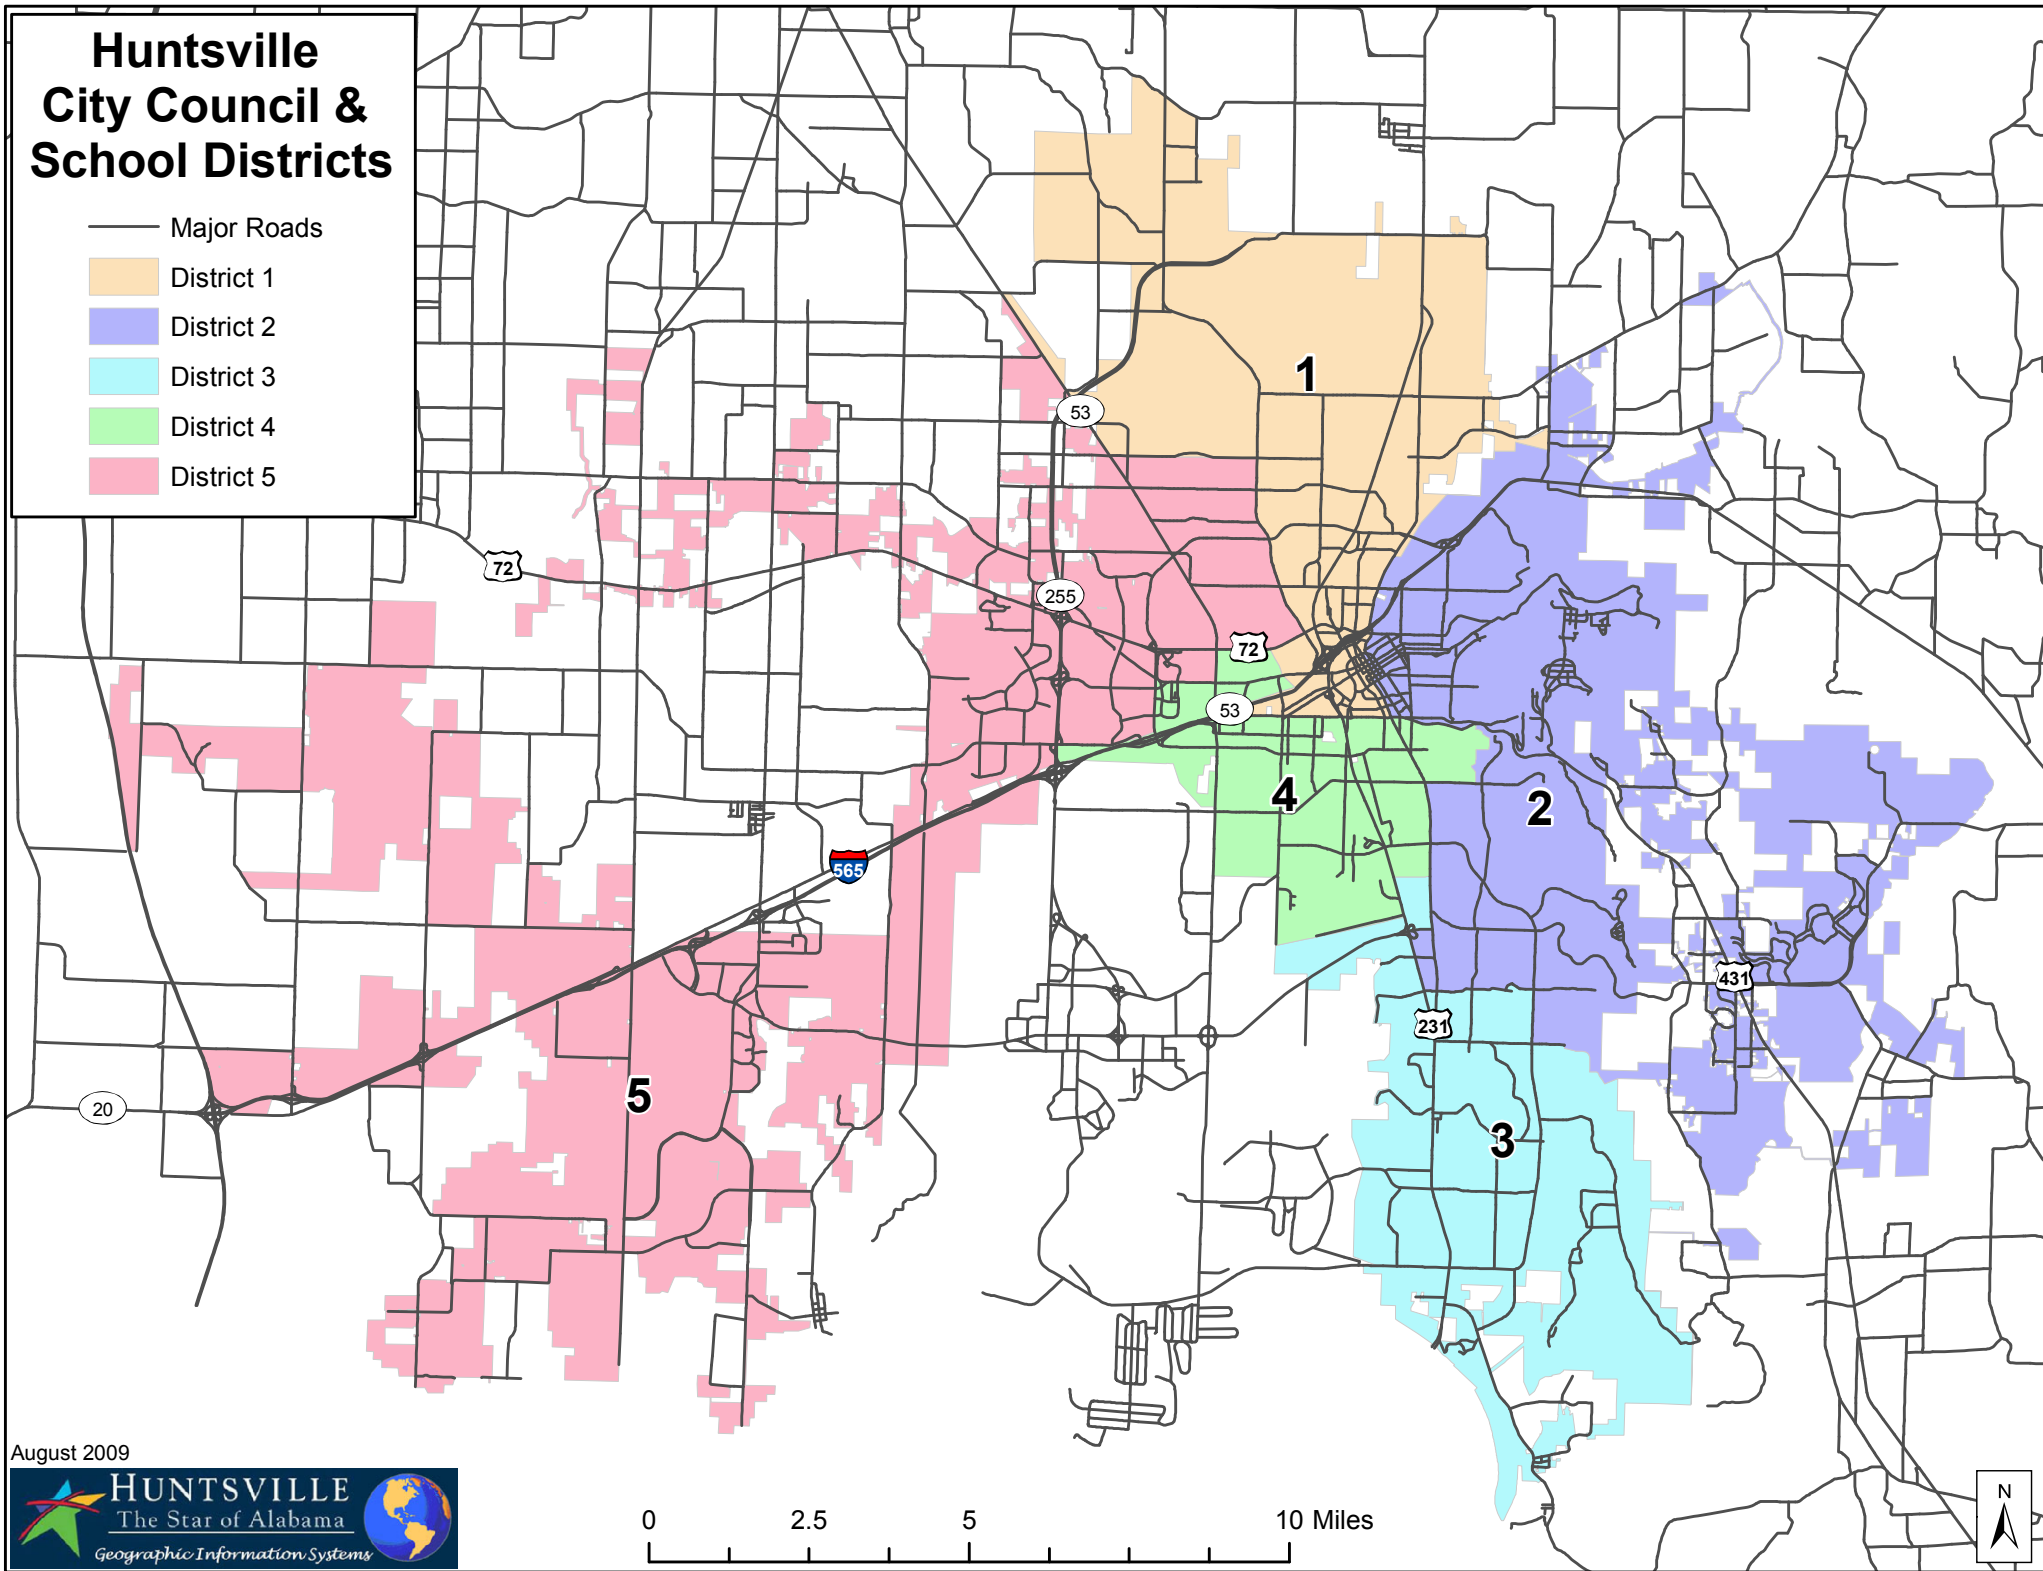 Huntsville
City Council &
School Districts
Major Roads
District 1
District 2
District 3
District 4
District 5
1
53
72
255
72
53
4
2
565
431
231
5
20
3
August 2009
HUNTSVILLE
The Star of Alabama
Geographic Information Systems
0 2.5 5 10 Miles
N